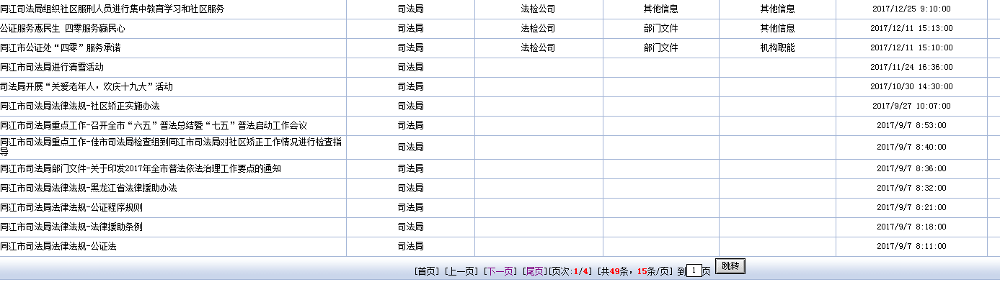 同江司法局组织社区服刑人员进行集中教育学习和社区服务 司法局 法检公司 其他信息 其他信息 2017/12/25 9:10:00
公证服务惠民生 四零服务赢民心 司法局 法检公司 部门文件 其他信息 2017/12/11 15:13:00
同江市公证处“四零”服务承诺 司法局 法检公司 部门文件 机构职能 2017/12/11 15:10:00
同江市司法局进行清雪活动 司法局 2017/11/24 16:36:00
司法局开展“关爱老年人，欢庆十九大”活动 司法局 2017/10/30 14:30:00
同江市司法局法律法规-社区矫正实施办法 司法局 2017/9/27 10:07:00
同江市司法局重点工作-召开全市“六五”普法总结暨“七五”普法启动工作会议 司法局 2017/9/7 8:53:00
同江市司法局重点工作-佳市司法局检查组到同江市司法局对社区矫正工作情况进行检查指
导 司法局 2017/9/7 8:40:00
同江市司法局部门文件-关于印发2017年全市普法依法治理工作要点的通知 司法局 2017/9/7 8:36:00
同江市司法局法律法规-黑龙江省法律援助办法 司法局 2017/9/7 8:32:00
同江市司法局法律法规-公证程序规则 司法局 2017/9/7 8:21:00
同江市司法局法律法规-法律援助条例 司法局 2017/9/7 8:18:00
同江市司法局法律法规-公证法 司法局 2017/9/7 8:11:00
[首页] [上一页] [下一页] [尾页][页次:1/4] [共49条，15条/页] 到1页 跳转